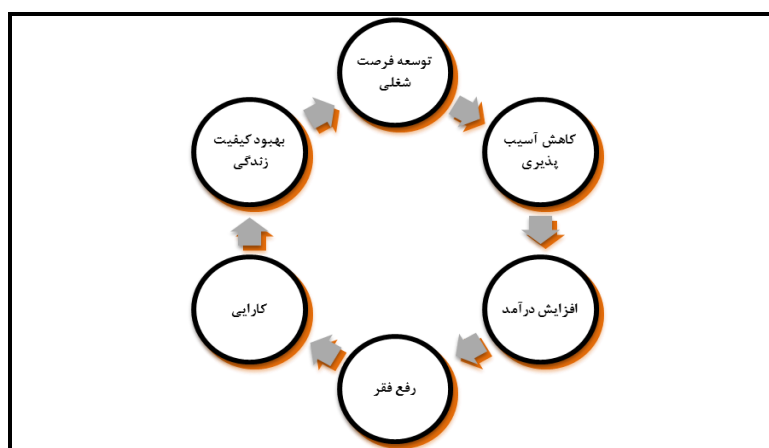 توسعه فرصت
شغلی
کاهش آسیب
پذیری
افزایش درآمد
رفع فقر
کارایی
بهبود کیفیت
زندگی